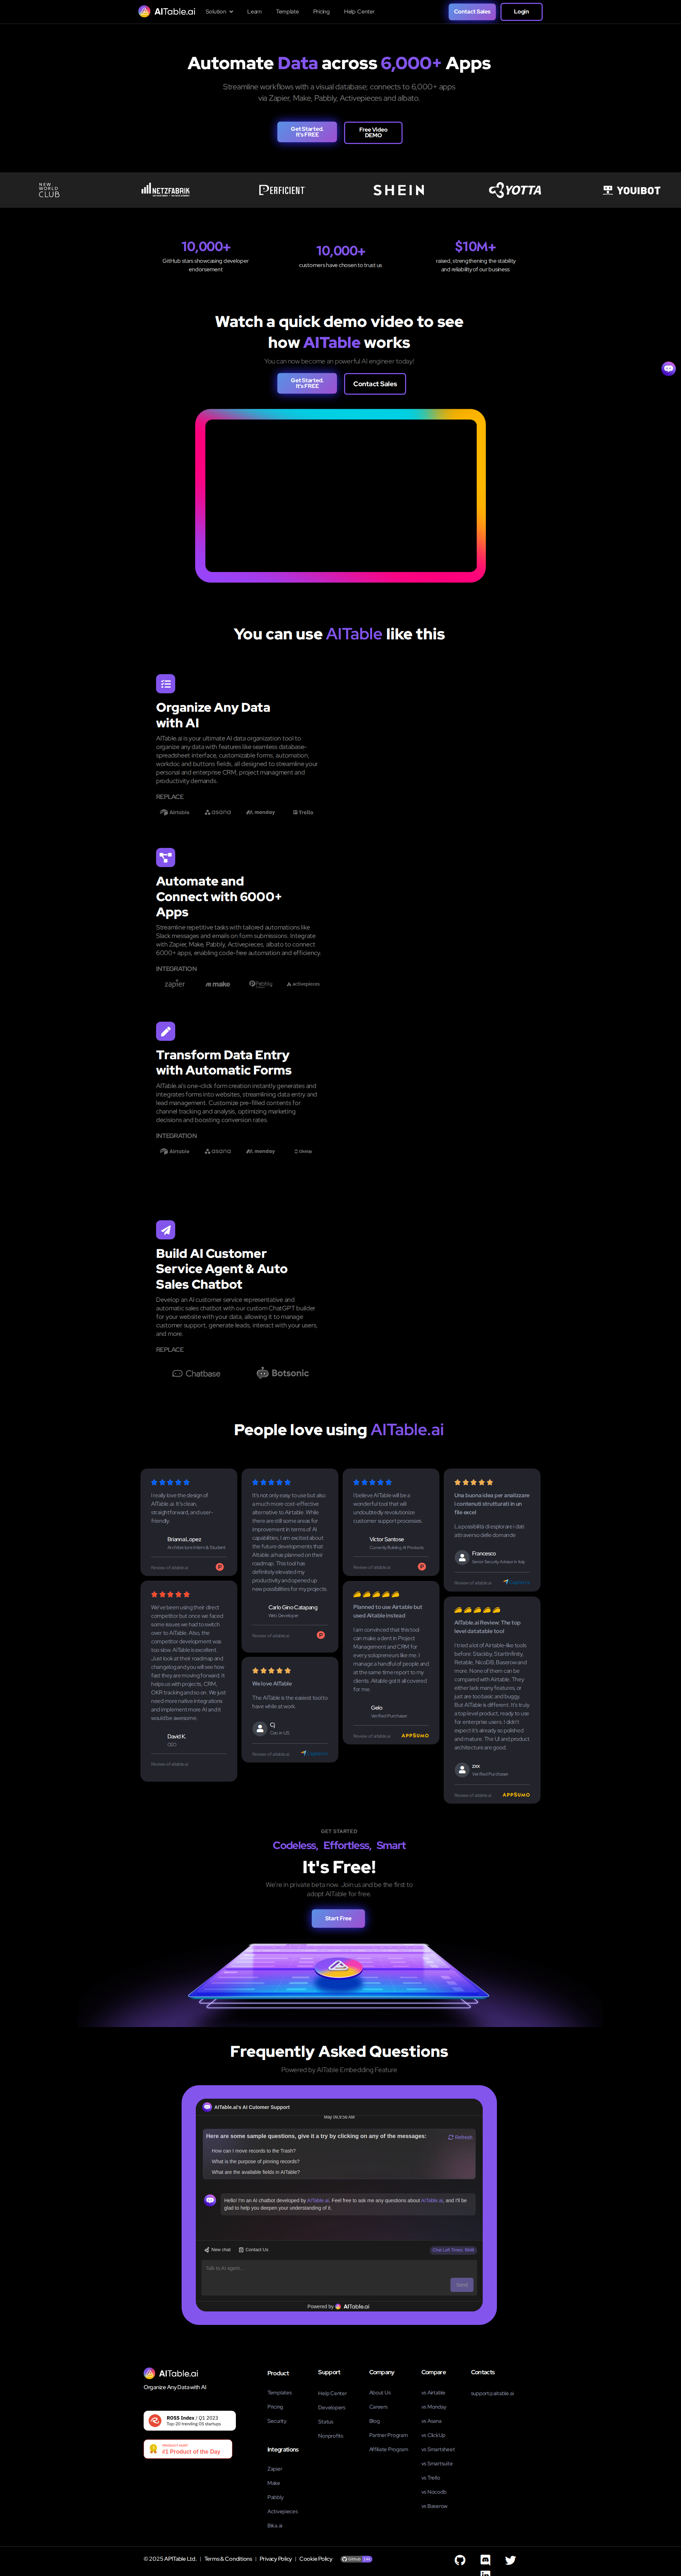 AITable.ai
Solution
Learn
Template
Pricing
Help Center
Contact Sales
Login
Automate Data across 6,000+ Apps
Streamline workflows with a visual database; connects to 6,000+ apps
via Zapier, Make, Pabbly, Activepieces and albato.
Get Started.
It's FREE
Free Video
DEMO
NEW
WORLD
CLUB
NETZFABRIK
PERFICIENT
SHEIN
YOTTA
YOUIBOT
10,000+
GitHub stars showcasing developer
endorsement
10,000+
customers have chosen to trust us
$10M+
raised, strengthening the stability
and reliability of our business
Watch a quick demo video to see
how AITable works
You can now become an powerful AI engineer today!
Get Started.
It's FREE
Contact Sales
You can use AITable like this
Organize Any Data
with AI
AITable.ai is your ultimate AI data organization tool to
organize any data with features like seamless database-
spreadsheet interface, customizable forms, automation,
workdoc and buttons fields, all designed to streamline your
personal and enterprise CRM, project managment and
productivity demands.
REPLACE
Airtable
asana
monday
Trello
Automate and
Connect with 6000+
Apps
Streamline repetitive tasks with tailored automations like
Slack messages and emails on form submissions. Integrate
with Zapier, Make, Pabbly, Activepieces, albato to connect
6000+ apps, enabling code-free automation and efficiency.
INTEGRATION
zapier
make
Pabbly
activepieces
Transform Data Entry
with Automatic Forms
AITable.ai's one-click form creation instantly generates and
integrates forms into websites, streamlining data entry and
lead management. Customize pre-filled contents for
channel tracking and analysis, optimizing marketing
decisions and boosting conversion rates.
INTEGRATION
Airtable
asana
monday
ClickUp
Build AI Customer
Service Agent & Auto
Sales Chatbot
Develop an AI customer service representative and
automatic sales chatbot with our custom ChatGPT builder
for your website with your data, allowing it to manage
customer support, generate leads, interact with your users,
and more.
REPLACE
Chatbase
Botsonic
People love using AITable.ai
I really love the design of
AITable.ai. It's clean,
straightforward, and user-
friendly.
Brianna Lopez
Architecture Intern & Student
Review of aitable.ai
We've been using their direct
competitor but once we faced
some issues we had to switch
over to AITable. Also, the
competitor development was
too slow. AITable is excellent.
Just look at their roadmap and
changelog and you will see how
fast they are moving forward. It
helps us with projects, CRM,
OKR tracking and so on. We just
need more native integrations
and implement more AI and it
would be awesome.
David K.
CEO
Review of aitable.ai
It's not only easy to use but also
a much more cost-effective
alternative to Airtable. While
there are still some areas for
improvement in terms of AI
capabilities, I am excited about
the future developments that
AItable.ai has planned on their
roadmap. This tool has
definitely elevated my
productivity and opened up
new possibilities for my projects.
Carlo Gino Catapang
Web Developer
Review of aitable.ai
We love AITable
The AITable is the easiest tool to
have while at work.
Cj
Ceo in US
Review of aitable.ai
Capterra
I believe AITable will be a
wonderful tool that will
undoubtedly revolutionize
customer support processes.
Victor Santose
Currently Building AI Products
Review of aitable.ai
Planned to use Airtable but
used Aitable instead
I am convinced that this tool
can make a dent in Project
Management and CRM for
every solopreneurs like me. I
manage a handful of people and
at the same time report to my
clients. AItable got it all covered
for me.
Gelo
Verified Purchaser
Review of aitable.ai
APPSUMO
Una buona idea per analizzare
i contenuti strutturati in un
file excel
La possibilità di esplorare i dati
attraverso delle domande
Francesco
Senior Security Advisor in Italy
Review of aitable.ai
Capterra
AITable.ai Review: The top
level datatable tool
I tried a lot of Airtable-like tools
before: Stackby, Startinfinity,
Retable, NocoDB, Baserow and
more. None of them can be
compared with Airtable. They
either lack many features, or
just are too basic and buggy.
But AITable is different. It's truly
a top level product, ready to use
for enterprise users. I didn't
expect it's already so polished
and mature. The UI and product
architecture are good.
zxx
Verified Purchaser
Review of aitable.ai
APPSUMO
GET STARTED
Codeless, Effortless, Smart
It's Free!
We're in private beta now. Join us and be the first to
adopt AITable for free.
Start Free
Frequently Asked Questions
Powered by AITable Embedding Feature
AITable.ai's AI Cutomer Support
Here are some sample questions, give it a try by clicking on any of the messages:
Refresh
How can I move records to the Trash?
What is the purpose of pinning records?
What are the available fields in AITable?
Hello! I'm an AI chatbot developed by AITable.ai. Feel free to ask me any questions about AITable.ai, and I'll be
glad to help you deepen your understanding of it.
New chat
Contact Us
Talk to AI agent...
Send
Powered by AITable.ai
AITable.ai
Organize Any Data with AI
ROSS Index / Q1 2023
Top-20 trending OS startups
PRODUCT HUNT
#1 Product of the Day
Product
Templates
Pricing
Security
Integrations
Zapier
Make
Pabbly
Activepieces
Bika.ai
Support
Help Center
Developers
Status
Nonprofits
Company
About Us
Careers
Blog
Partner Program
Affiliate Program
Compare
vs Airtable
vs Monday
vs Asana
vs ClickUp
vs Smartsheet
vs Smartsuite
vs Trello
vs Nocodb
vs Baserow
Contacts
support@aitable.ai
© 2025 APITable Ltd. | Terms & Conditions | Privacy Policy | Cookie Policy
GitHub